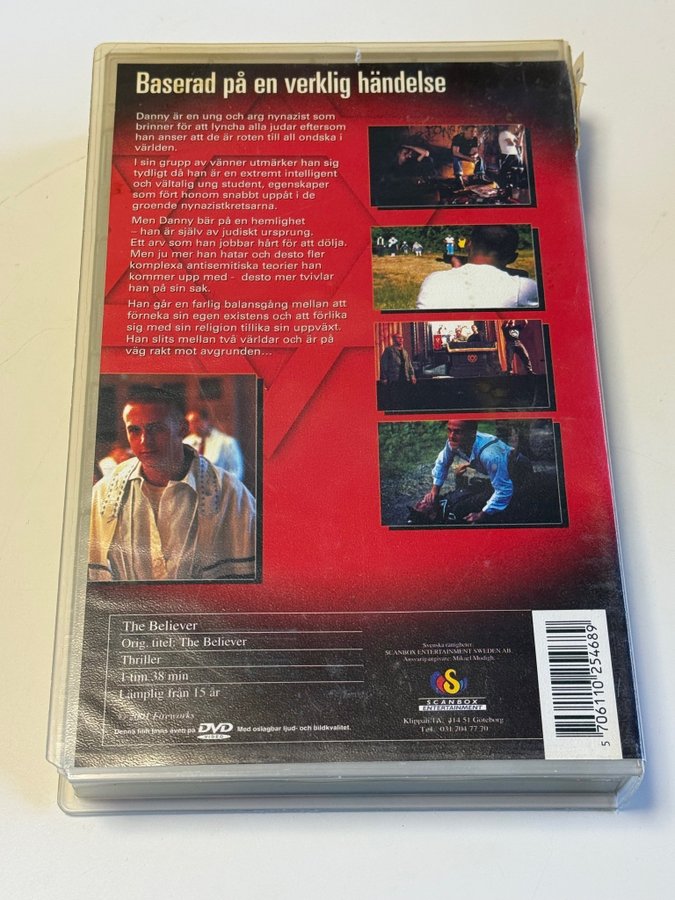 Baserad på en verklig händelse
Danny är en ung och arg nynazist som
brinner för att lyncha alla judar eftersom
han anser att de är roten till all ondska i
världen.
I sin grupp av vänner utmärker han sig
tydligt då han är en extremt intelligent
och vältalig ung student, egenskaper
som fört honom snabbt uppåt i de
groende nynazistkretsarna.
Men Danny bär på en hemlighet
– han är själv av judiskt ursprung.
Ett arv som han jobbar hårt för att dölja.
Men ju mer han hatar och desto fler
komplexa antisemitiska teorier han
kommer upp med - desto mer tvivlar
han på sin sak.
Han går en farlig balansgång mellan att
förneka sin egen existens och att förlika
sig med sin religion tillika sin uppväxt.
Han slits mellan två världar och är på
väg rakt mot avgrunden...
The Believer
Orig. titel: The Believer
Thriller
1 tim 38 min
Lämplig från 15 år
© 2001 Fireworks
Denna film finns även på DVD VIDEO Med oslagbar ljud- och bildkvalitet.
Svenska rättigheter:
SCANBOX ENTERTAINMENT SWEDEN AB
Ansvarig utgivare: Mikael Modigh
S
SCANBOX
ENTERTAINMENT
414 51 Göteborg
Tel. 031 704 77 70
5 706110 254689